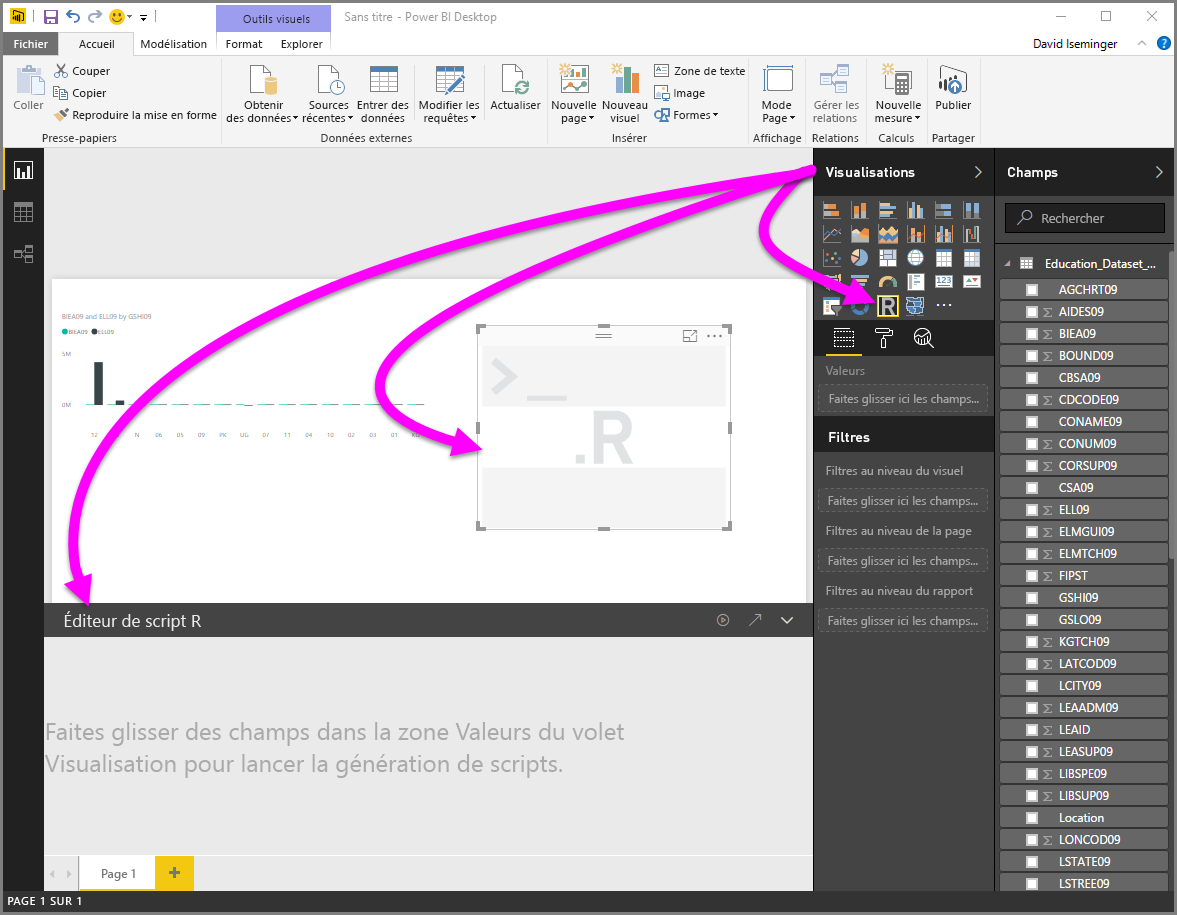 Outils visuels
Sans titre - Power BI Desktop
Fichier
Accueil
Modélisation
Format
Explorer
David Iseminger
?
Coller
Couper
Copier
Reproduire la mise en forme
Presse-papiers
Obtenir
des données
Sources
récentes
Entrer des
données
Modifier les
requêtes
Actualiser
Données externes
Nouvelle
page
Nouveau
visuel
Zone de texte
Image
Formes
Insérer
Mode
Page
Affichage
Gérer les
relations
Relations
Nouvelle
mesure
Calculs
Publier
Partager
BIEA09 and ELL09 by GSHI09
BIEA09 ELL09
5M
0M
12
N 06 05 09 PK UG 07 11 04 10 02 03 01
>_
.R
Éditeur de script R
Faites glisser des champs dans la zone Valeurs du volet
Visualisation pour lancer la génération de scripts.
Page 1
+
PAGE 1 SUR 1
Visualisations
123
R
Valeurs
Faites glisser ici les champs...
Filtres
Filtres au niveau du visuel
Faites glisser ici les champs...
Filtres au niveau de la page
Faites glisser ici les champs...
Filtres au niveau du rapport
Faites glisser ici les champs...
Champs
Rechercher
Education_Dataset_...
AGCHRT09
Σ AIDES09
Σ BIEA09
Σ BOUND09
CBSA09
Σ CDCODE09
CONAME09
Σ CONUM09
Σ CORSUP09
CSA09
Σ ELL09
Σ ELMGUI09
Σ ELMTCH09
Σ FIPST
GSHI09
GSLO09
Σ KGTCH09
Σ LATCOD09
LCITY09
Σ LEAADM09
Σ LEAID
Σ LEASUP09
Σ LIBSPE09
Σ LIBSUP09
Location
Σ LONCOD09
LSTATE09
LSTREE09